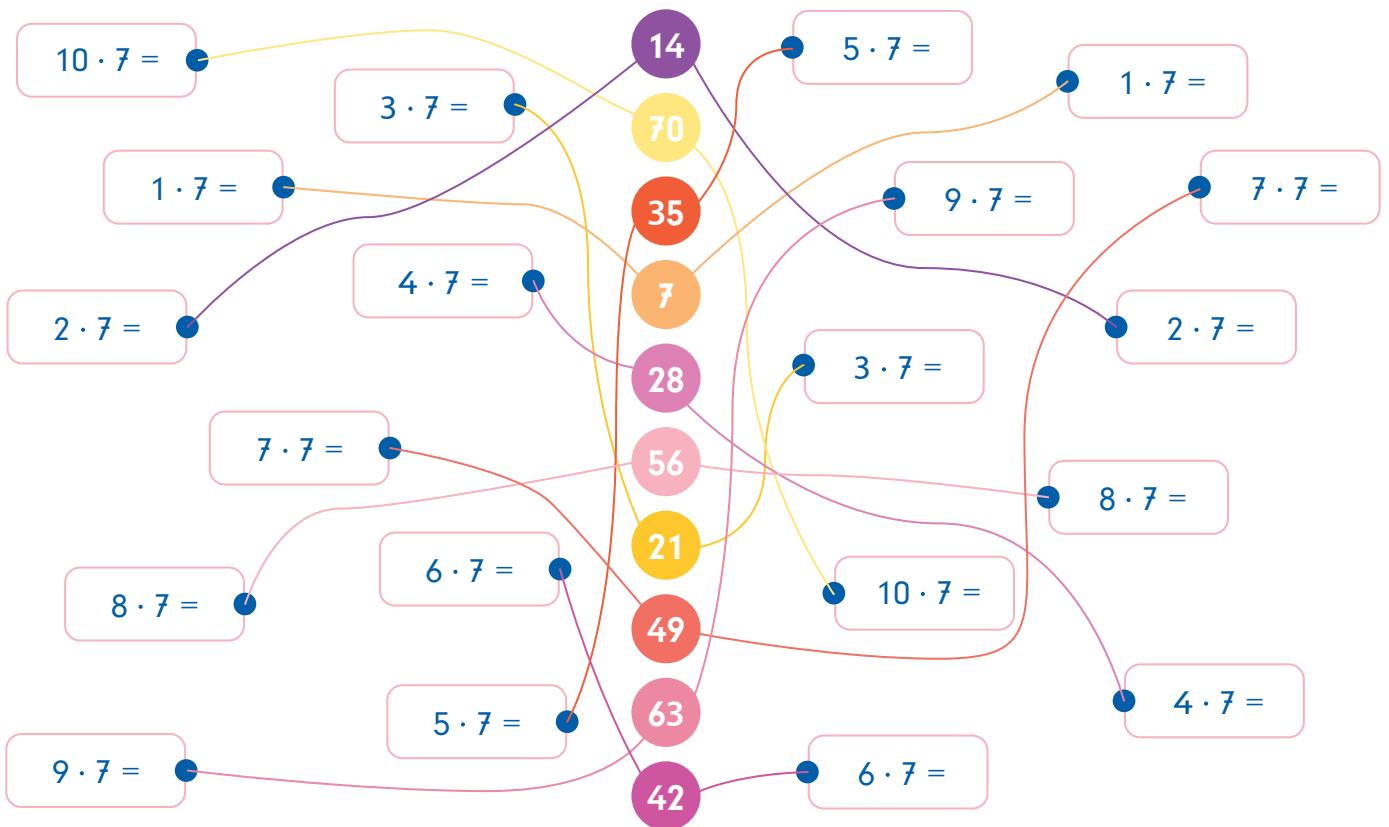 10 · 7 =
3 · 7 =
1 · 7 =
2 · 7 =
4 · 7 =
7 · 7 =
6 · 7 =
8 · 7 =
5 · 7 =
9 · 7 =
14
70
35
7
28
56
21
49
63
42
5 · 7 =
1 · 7 =
9 · 7 =
7 · 7 =
2 · 7 =
3 · 7 =
8 · 7 =
10 · 7 =
4 · 7 =
6 · 7 =